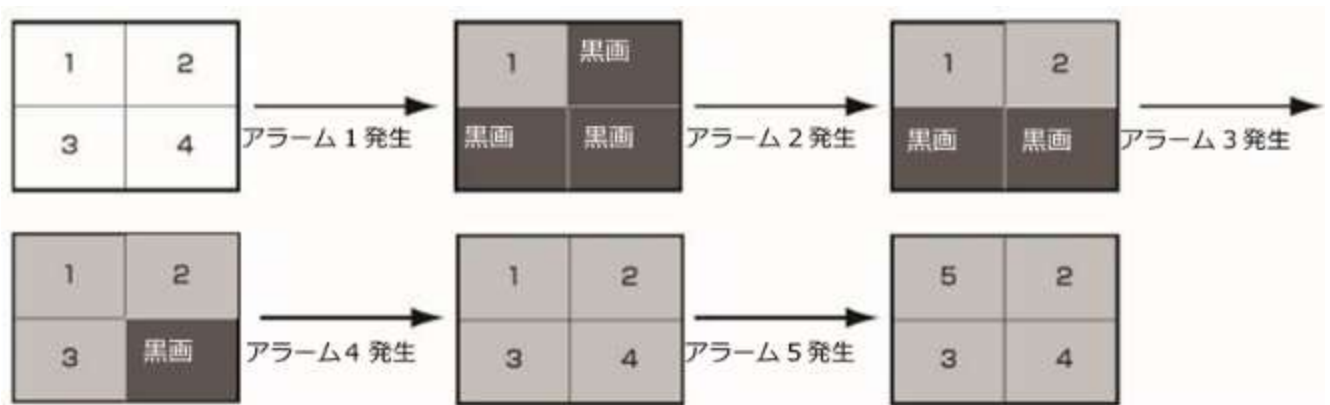 1 2
3 4
アラーム 1 発生
1 黒画
黒画 黒画
アラーム 2 発生
1 2
黒画 黒画
アラーム 3 発生
1 2
3 黒画
アラーム4 発生
1 2
3 4
アラーム 5 発生
5 2
3 4